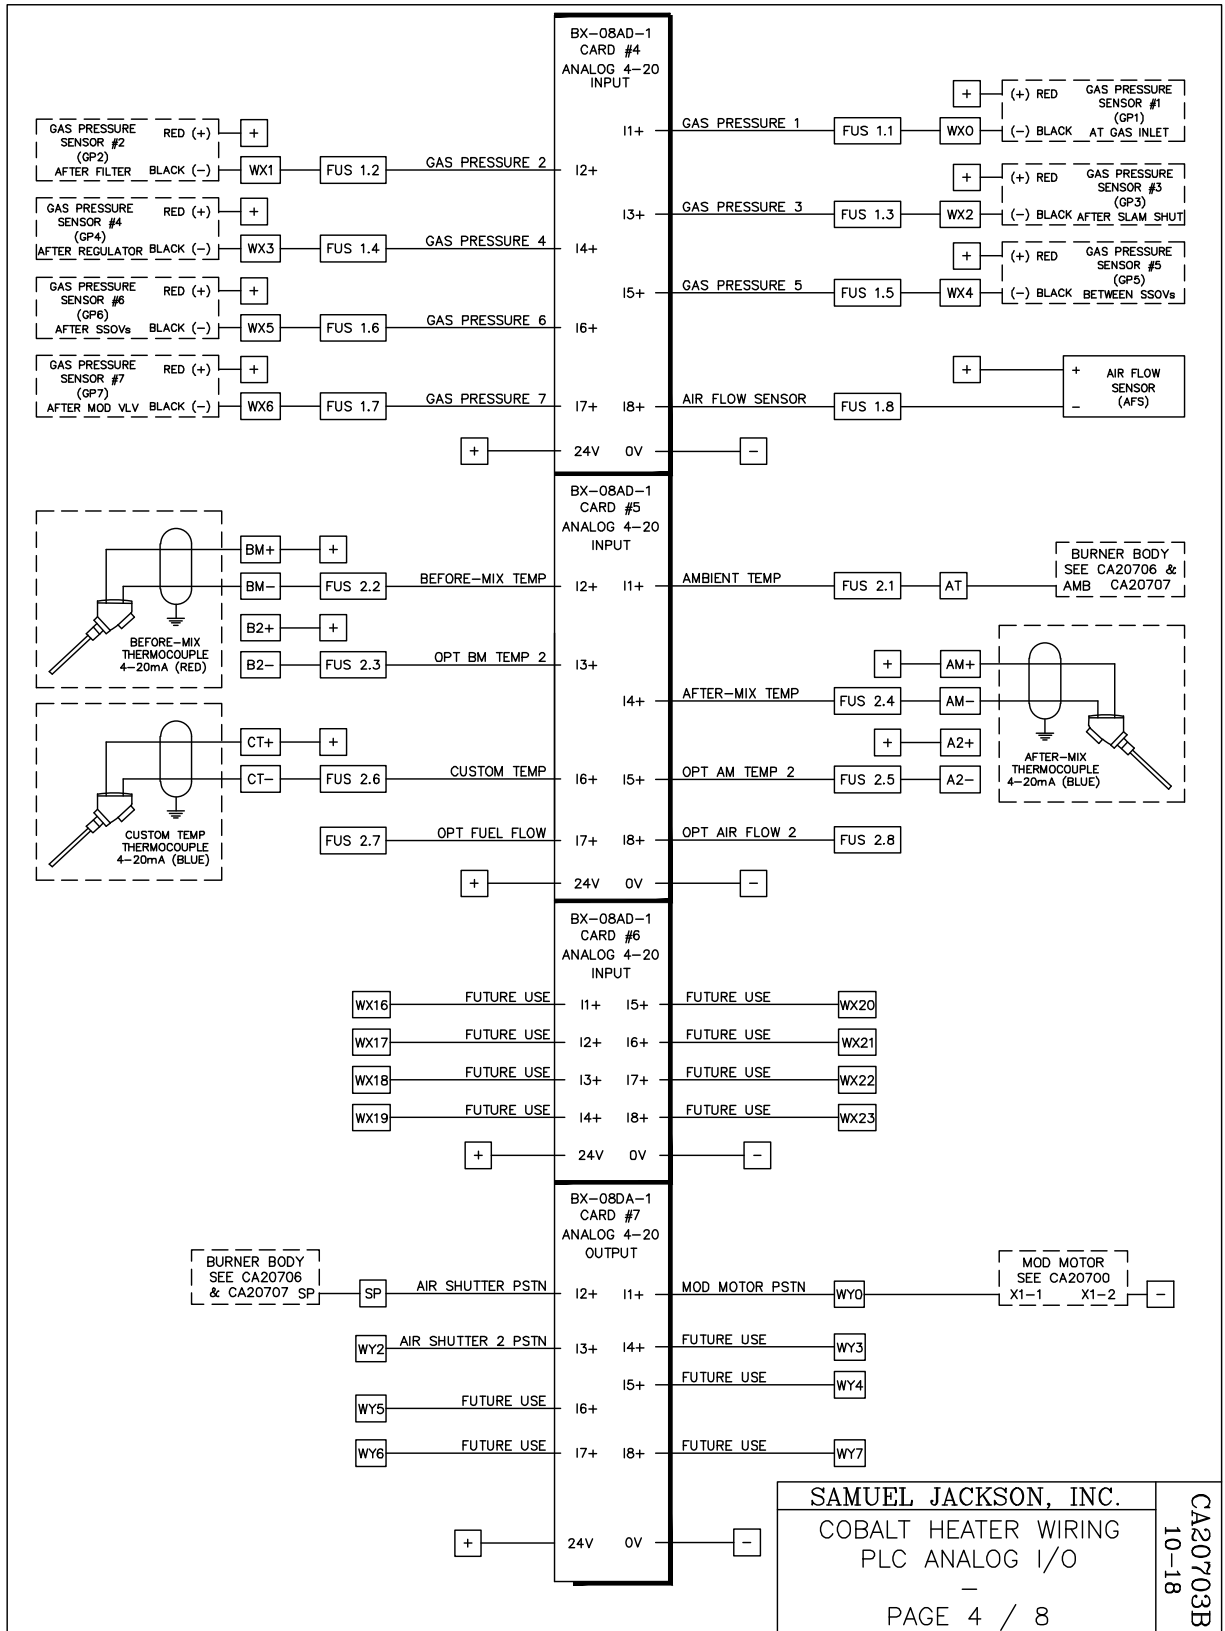 BX-08AD-1
CARD #4
ANALOG 4-20
INPUT
GAS PRESSURE
SENSOR #2
(GP2)
AFTER FILTER
RED (+)
BLACK (-)
+
WX1
FUS 1.2
GAS PRESSURE 2
I2+
GAS PRESSURE
SENSOR #4
(GP4)
AFTER REGULATOR
RED (+)
BLACK (-)
+
WX3
FUS 1.4
GAS PRESSURE 4
I4+
GAS PRESSURE
SENSOR #6
(GP6)
AFTER SSOVs
RED (+)
BLACK (-)
+
WX5
FUS 1.6
GAS PRESSURE 6
I6+
GAS PRESSURE
SENSOR #7
(GP7)
AFTER MOD VLV
RED (+)
BLACK (-)
+
WX6
FUS 1.7
GAS PRESSURE 7
I7+
I1+
GAS PRESSURE 1
FUS 1.1
WX0
+
(+) RED
(-) BLACK
GAS PRESSURE
SENSOR #1
(GP1)
AT GAS INLET
I3+
GAS PRESSURE 3
FUS 1.3
WX2
+
(+) RED
(-) BLACK
GAS PRESSURE
SENSOR #3
(GP3)
AFTER SLAM SHUT
I5+
GAS PRESSURE 5
FUS 1.5
WX4
+
(+) RED
(-) BLACK
GAS PRESSURE
SENSOR #5
(GP5)
BETWEEN SSOVs
I8+
AIR FLOW SENSOR
FUS 1.8
+
+
-
AIR FLOW
SENSOR
(AFS)
+
24V
0V
-
BX-08AD-1
CARD #5
ANALOG 4-20
INPUT
BM+
+
BM-
FUS 2.2
BEFORE-MIX TEMP
I2+
B2+
+
B2-
FUS 2.3
OPT BM TEMP 2
I3+
BEFORE-MIX
THERMOCOUPLE
4-20mA (RED)
CT+
+
CT-
FUS 2.6
CUSTOM TEMP
I6+
CUSTOM TEMP
THERMOCOUPLE
4-20mA (BLUE)
FUS 2.7
OPT FUEL FLOW
I7+
I1+
AMBIENT TEMP
FUS 2.1
AT
BURNER BODY
SEE CA20706 &
AMB CA20707
+
AM+
I4+
AFTER-MIX TEMP
FUS 2.4
AM-
+
A2+
I5+
OPT AM TEMP 2
FUS 2.5
A2-
AFTER-MIX
THERMOCOUPLE
4-20mA (BLUE)
I8+
OPT AIR FLOW 2
FUS 2.8
+
24V
0V
-
BX-08AD-1
CARD #6
ANALOG 4-20
INPUT
WX16
FUTURE USE
I1+
I5+
FUTURE USE
WX20
WX17
FUTURE USE
I2+
I6+
FUTURE USE
WX21
WX18
FUTURE USE
I3+
I7+
FUTURE USE
WX22
WX19
FUTURE USE
I4+
I8+
FUTURE USE
WX23
+
24V
0V
-
BX-08DA-1
CARD #7
ANALOG 4-20
OUTPUT
BURNER BODY
SEE CA20706
& CA20707 SP
SP
AIR SHUTTER PSTN
I2+
I1+
MOD MOTOR PSTN
WY0
MOD MOTOR
SEE CA20700
X1-1
X1-2
-
WY2
AIR SHUTTER 2 PSTN
I3+
I4+
FUTURE USE
WY3
I5+
FUTURE USE
WY4
WY5
FUTURE USE
I6+
WY6
FUTURE USE
I7+
I8+
FUTURE USE
WY7
+
24V
0V
-
SAMUEL JACKSON, INC.
COBALT HEATER WIRING
PLC ANALOG I/O
-
PAGE 4 / 8
CA20703B
10-18